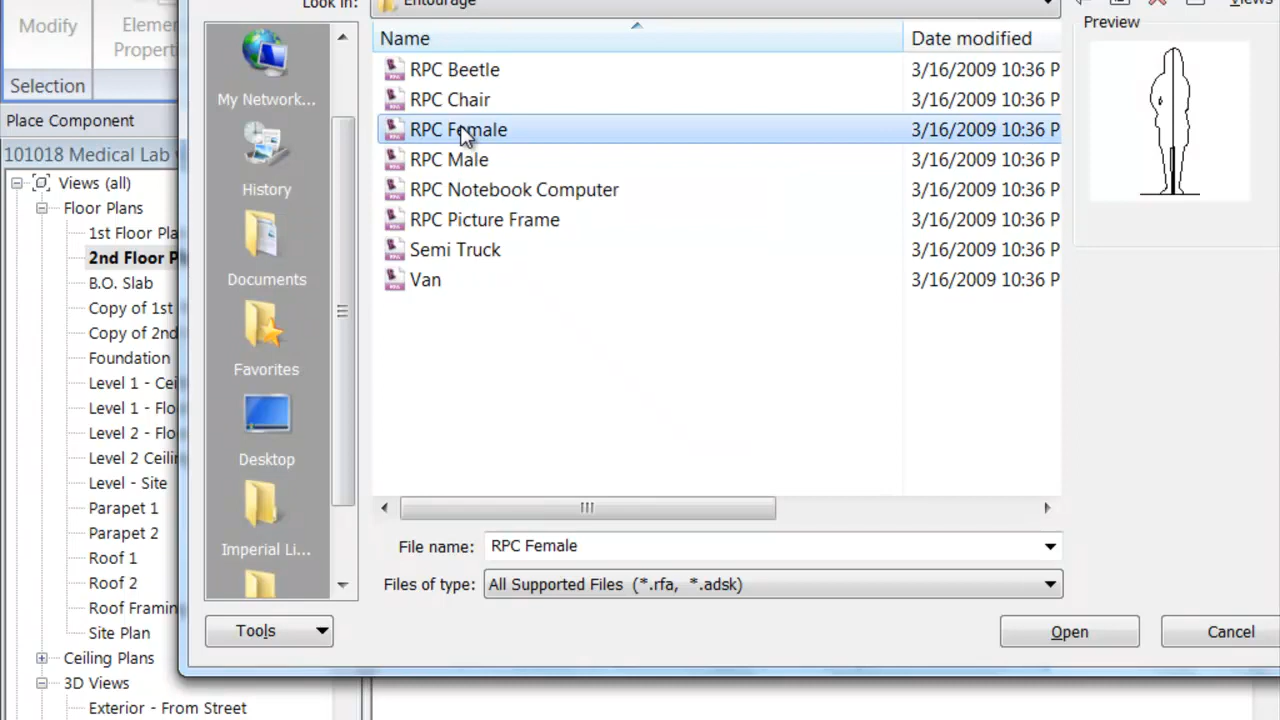 Look in:
Entourage
Views
Modify
Selection
Place Component
101018 Medical Lab
Views (all)
Floor Plans
1st Floor Pla
2nd Floor P
B.O. Slab
Copy of 1st
Copy of 2nd
Foundation
Level 1 - Cei
Level 1 - Flo
Level 2 - Flo
Level 2 Ceilin
Level - Site
Parapet 1
Parapet 2
Roof 1
Roof 2
Roof Framin
Site Plan
Ceiling Plans
3D Views
Exterior - From Street
My Network...
History
Documents
Favorites
Desktop
Imperial Li...
Name
Date modified
RPC Beetle
3/16/2009 10:36 P
RPC Chair
3/16/2009 10:36 P
RPC Female
3/16/2009 10:36 P
RPC Male
3/16/2009 10:36 P
RPC Notebook Computer
3/16/2009 10:36 P
RPC Picture Frame
3/16/2009 10:36 P
Semi Truck
3/16/2009 10:36 P
Van
3/16/2009 10:36 P
Preview
File name:
RPC Female
Files of type:
All Supported Files (*.rfa, *.adsk)
Tools
Open
Cancel